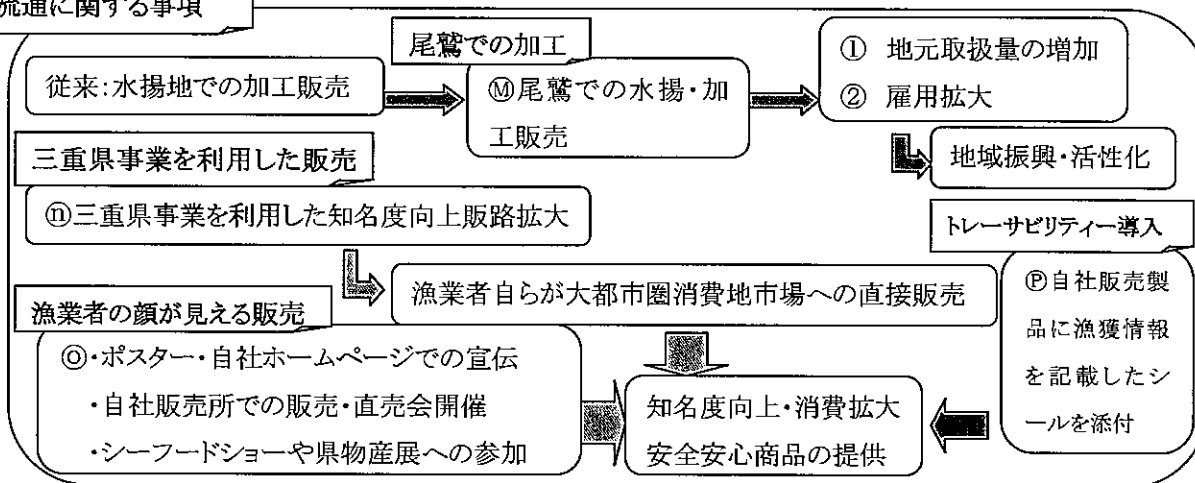 流通に関する事項
尾鷲での加工
従来:水揚地での加工販売
Ⓜ尾鷲での水揚・加
工販売
① 地元取扱量の増加
② 雇用拡大
地域振興・活性化
三重県事業を利用した販売
ⓝ三重県事業を利用した知名度向上販路拡大
漁業者自らが大都市圏消費地市場への直接販売
トレーサビリティー導入
Ⓟ自社販売製
品に漁獲情報
を記載したシ
ールを添付
漁業者の顔が見える販売
◎・ポスター・自社ホームページでの宣伝
・自社販売所での販売・直売会開催
・シーフードショーや県物産展への参加
知名度向上・消費拡大
安全安心商品の提供